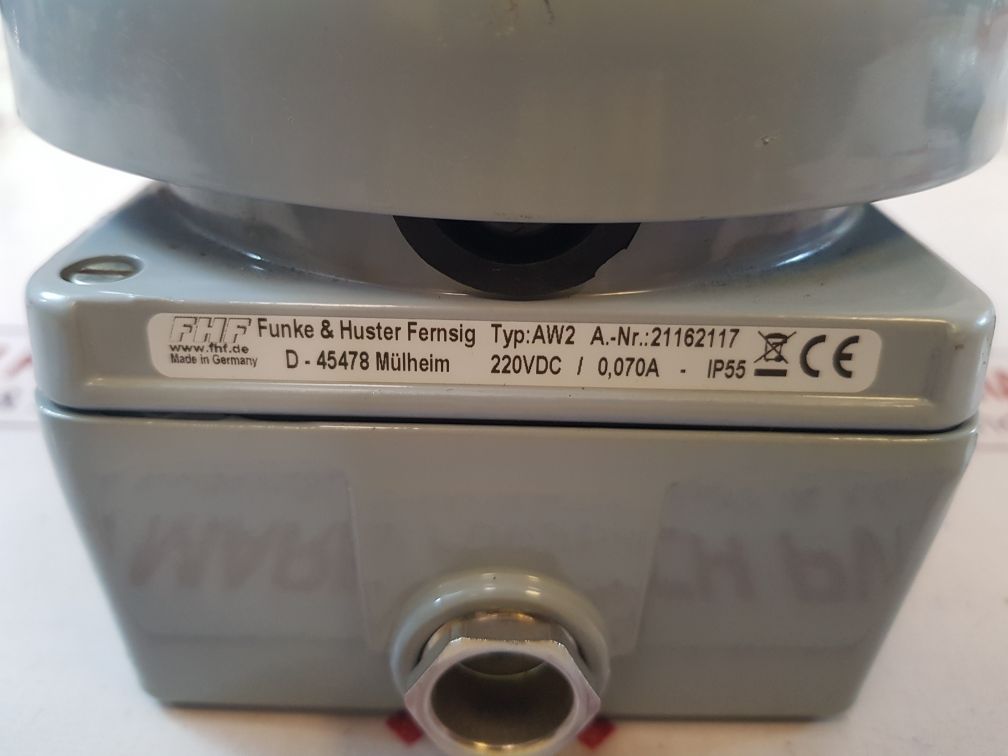 FHF Funke & Huster Fernsig Typ:AW2 A.-Nr.:21162117
www.fhf.de
Made in Germany
D - 45478 Mülheim 220VDC / 0,070A - IP55
CE